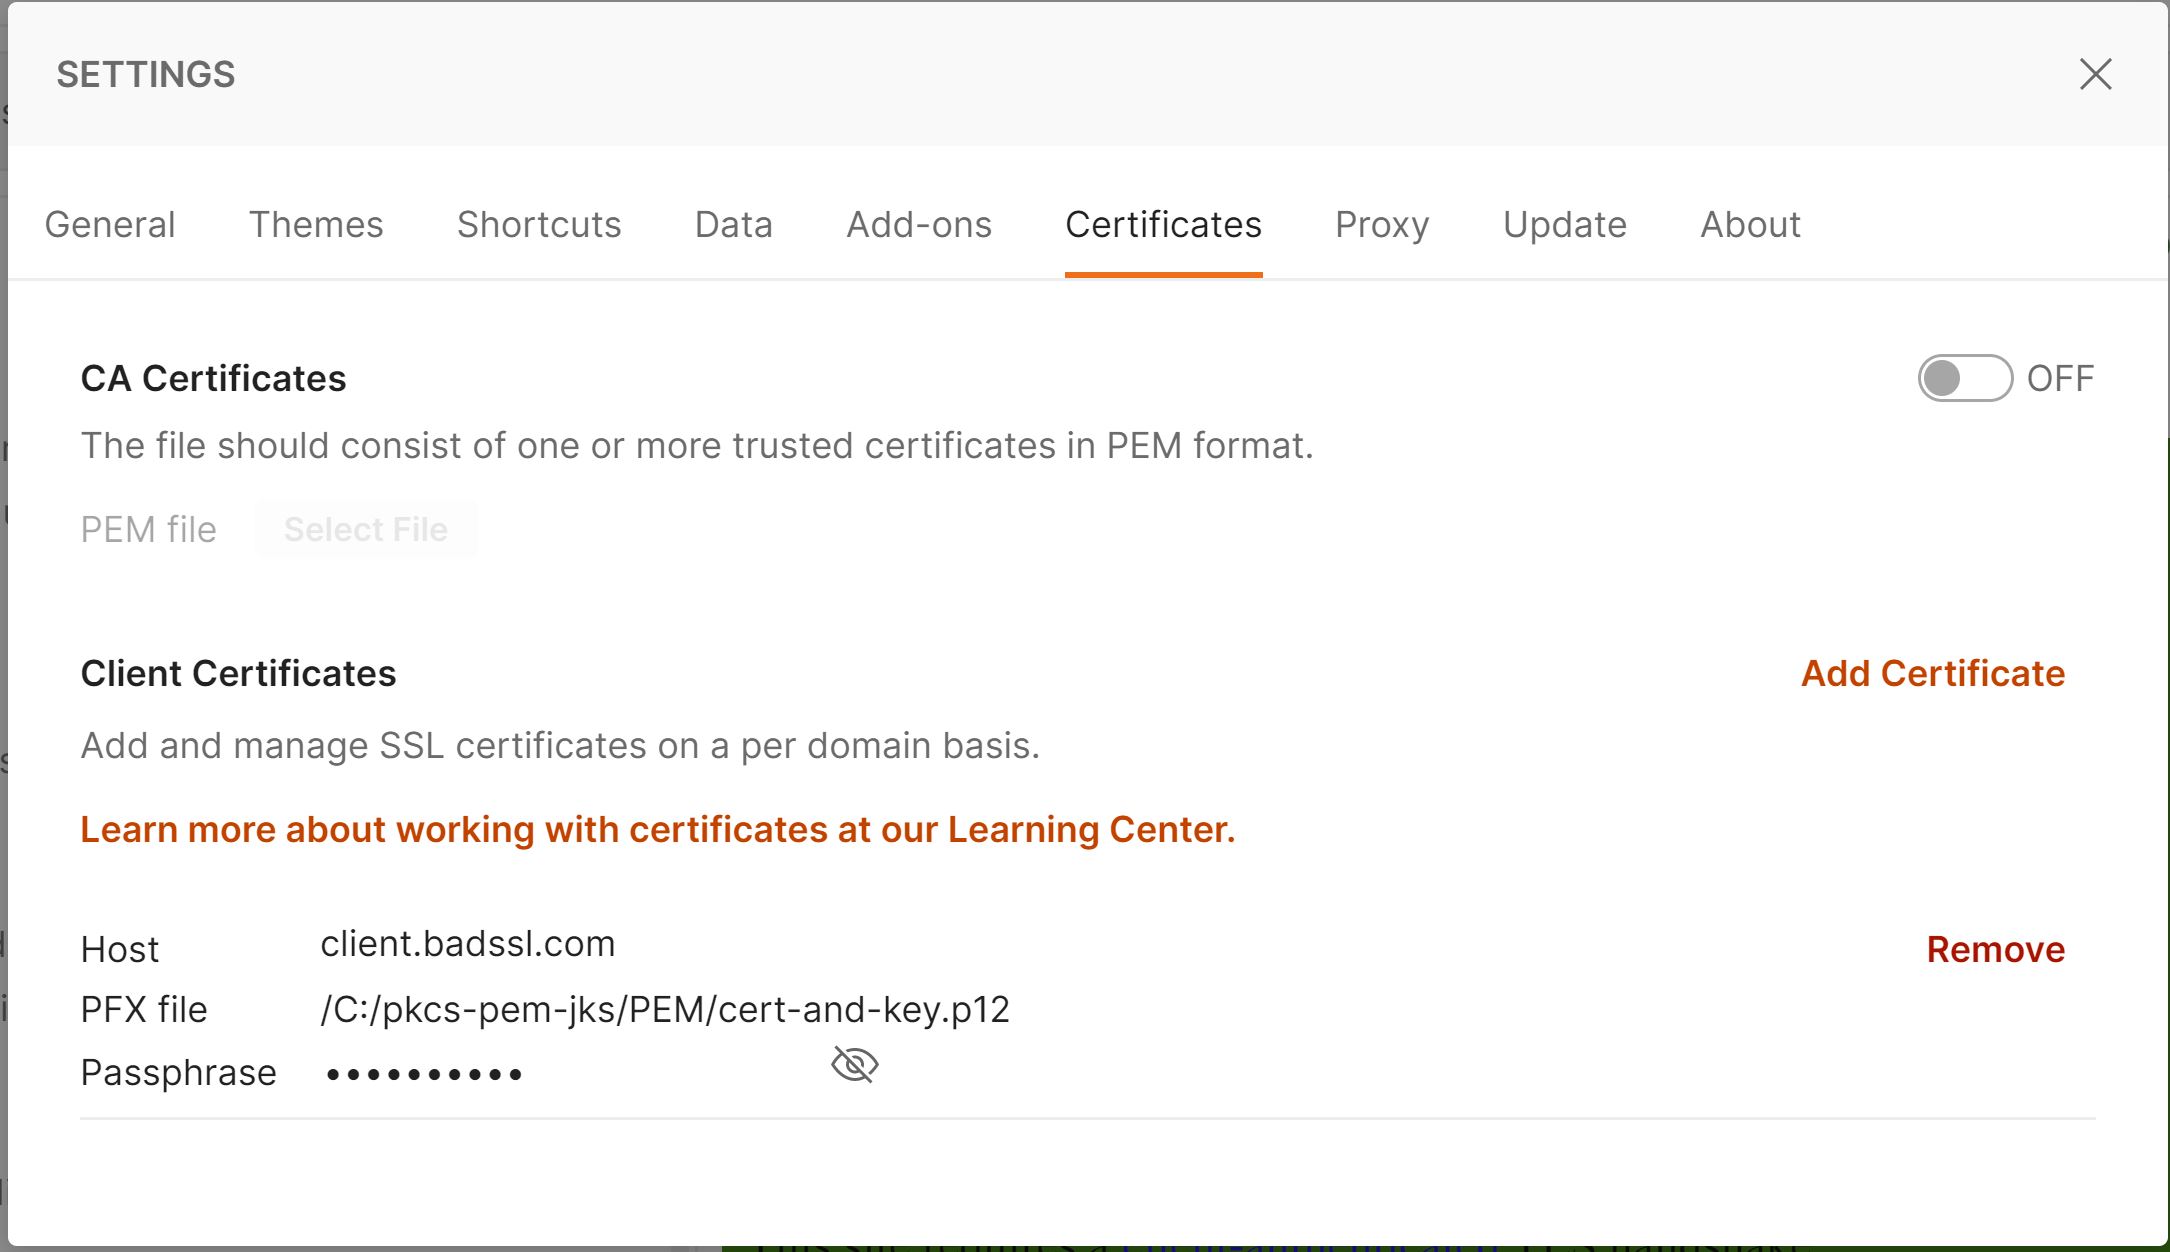 SETTINGS
General Themes Shortcuts Data Add-ons Certificates Proxy Update About
CA Certificates OFF
The file should consist of one or more trusted certificates in PEM format.
PEM file Select File
Client Certificates Add Certificate
Add and manage SSL certificates on a per domain basis.
Learn more about working with certificates at our Learning Center.
Host client.badssl.com Remove
PFX file /C:/pkcs-pem-jks/PEM/cert-and-key.p12
Passphrase ••••••••••